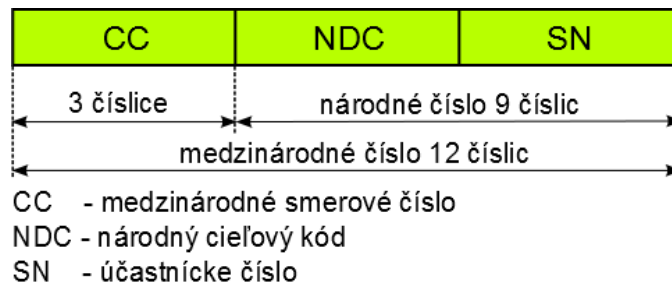 CC NDC SN
3 číslice národné číslo 9 číslic
medzinárodné číslo 12 číslic
CC - medzinárodné smerové číslo
NDC - národný cieľový kód
SN - účastnícke číslo